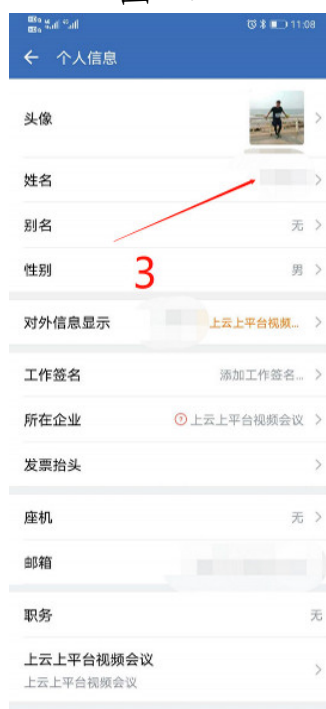 11:08
个人信息
头像
姓名
别名 无
3
性别 男
对外信息显示 上云上平台视频...
工作签名 添加工作签名...
所在企业 上云上平台视频会议
发票抬头
座机 无
邮箱
职务 无
上云上平台视频会议
上云上平台视频会议